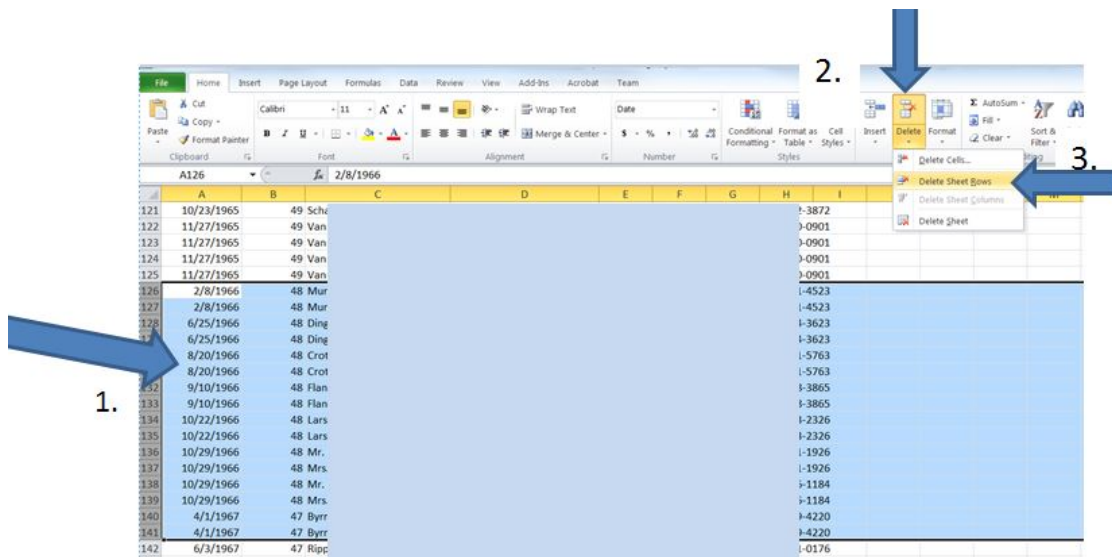 2.
File Home Insert Page Layout Formulas Data Review View Add-Ins Acrobat Team
Cut
Copy
Format Painter
Paste
Clipboard
Calibri 11 A A
B I U A
Font
Wrap Text
Merge & Center
Alignment
Date
$ % ,
Number
Conditional Formatting
Format as Table
Cell Styles
Styles
Insert Delete Format
AutoSum
Fill
Clear
Sort & Filter
3.
Delete Cells...
Delete Sheet Rows
Delete Sheet Columns
Delete Sheet
A126 fx 2/8/1966
A B C D E F G H I
121 10/23/1965 49 Scha -3872
122 11/27/1965 49 Van -0901
123 11/27/1965 49 Van -0901
124 11/27/1965 49 Van -0901
125 11/27/1965 49 Van -0901
126 2/8/1966 48 Mur -4523
127 2/8/1966 48 Mur -4523
128 6/25/1966 48 Ding -3623
6/25/1966 48 Ding -3623
8/20/1966 48 Crot -5763
8/20/1966 48 Crot -5763
1.
132 9/10/1966 48 Flan -3865
133 9/10/1966 48 Flan -3865
134 10/22/1966 48 Lars -2326
135 10/22/1966 48 Lars -2326
136 10/29/1966 48 Mr. -1926
137 10/29/1966 48 Mrs. -1926
138 10/29/1966 48 Mr. -1184
139 10/29/1966 48 Mrs. -1184
140 4/1/1967 47 Byrr -4220
141 4/1/1967 47 Byrr -4220
142 6/3/1967 47 Ripp -0176